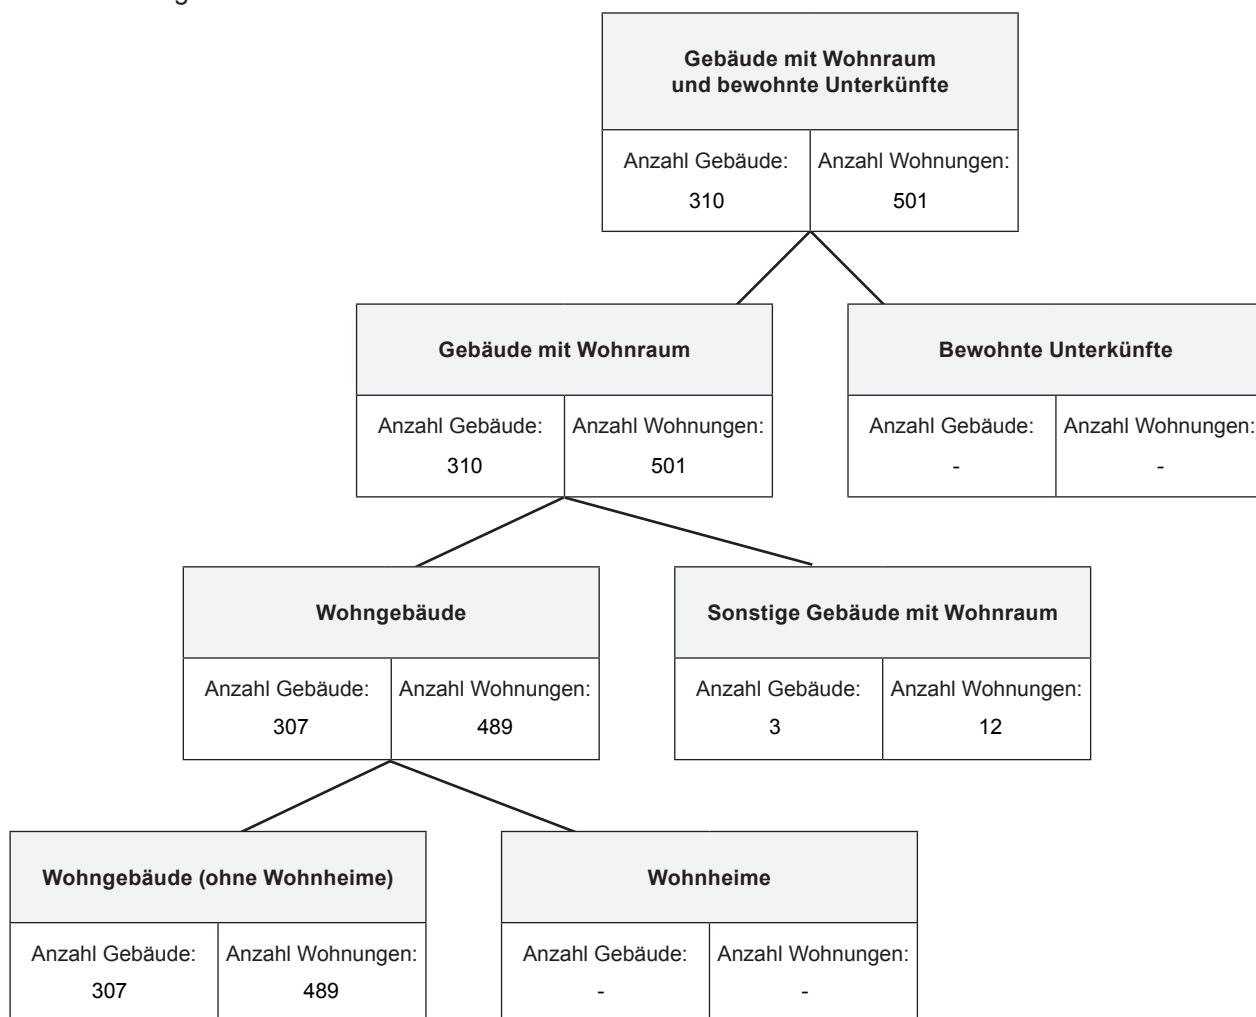 Gebäude mit Wohnraum
und bewohnte Unterkünfte
Anzahl Gebäude:
310
Anzahl Wohnungen:
501
Gebäude mit Wohnraum
Anzahl Gebäude:
310
Anzahl Wohnungen:
501
Bewohnte Unterkünfte
Anzahl Gebäude:
-
Anzahl Wohnungen:
-
Wohngebäude
Anzahl Gebäude:
307
Anzahl Wohnungen:
489
Sonstige Gebäude mit Wohnraum
Anzahl Gebäude:
3
Anzahl Wohnungen:
12
Wohngebäude (ohne Wohnheime)
Anzahl Gebäude:
307
Anzahl Wohnungen:
489
Wohnheime
Anzahl Gebäude:
-
Anzahl Wohnungen:
-